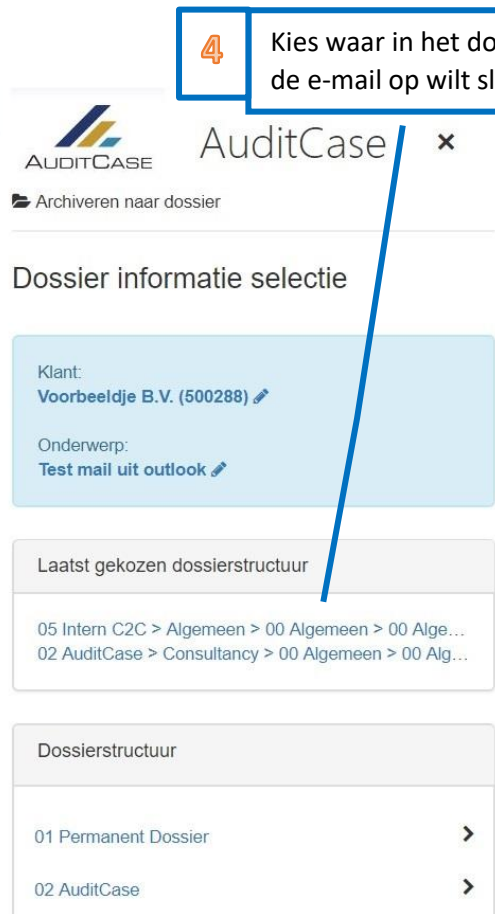 4
Kies waar in het do
de e-mail op wilt sl
AUDITCASE
AuditCase ×
Archiveren naar dossier
Dossier informatie selectie
Klant:
Voorbeeldje B.V. (500288)
Onderwerp:
Test mail uit outlook
Laatst gekozen dossierstructuur
05 Intern C2C > Algemeen > 00 Algemeen > 00 Alge...
02 AuditCase > Consultancy > 00 Algemeen > 00 Alg...
Dossierstructuur
01 Permanent Dossier
02 AuditCase